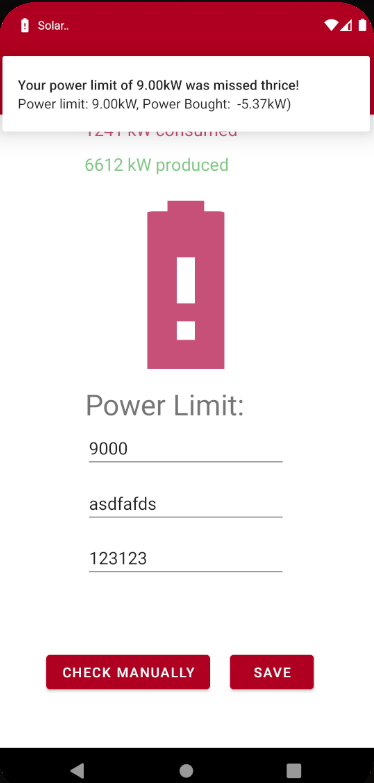 Solar..
Your power limit of 9.00kW was missed thrice!
Power limit: 9.00kW, Power Bought:  -5.37kW)
1241 kW consumed
6612 kW produced
Power Limit:
9000
asdfafds
123123
CHECK MANUALLY SAVE